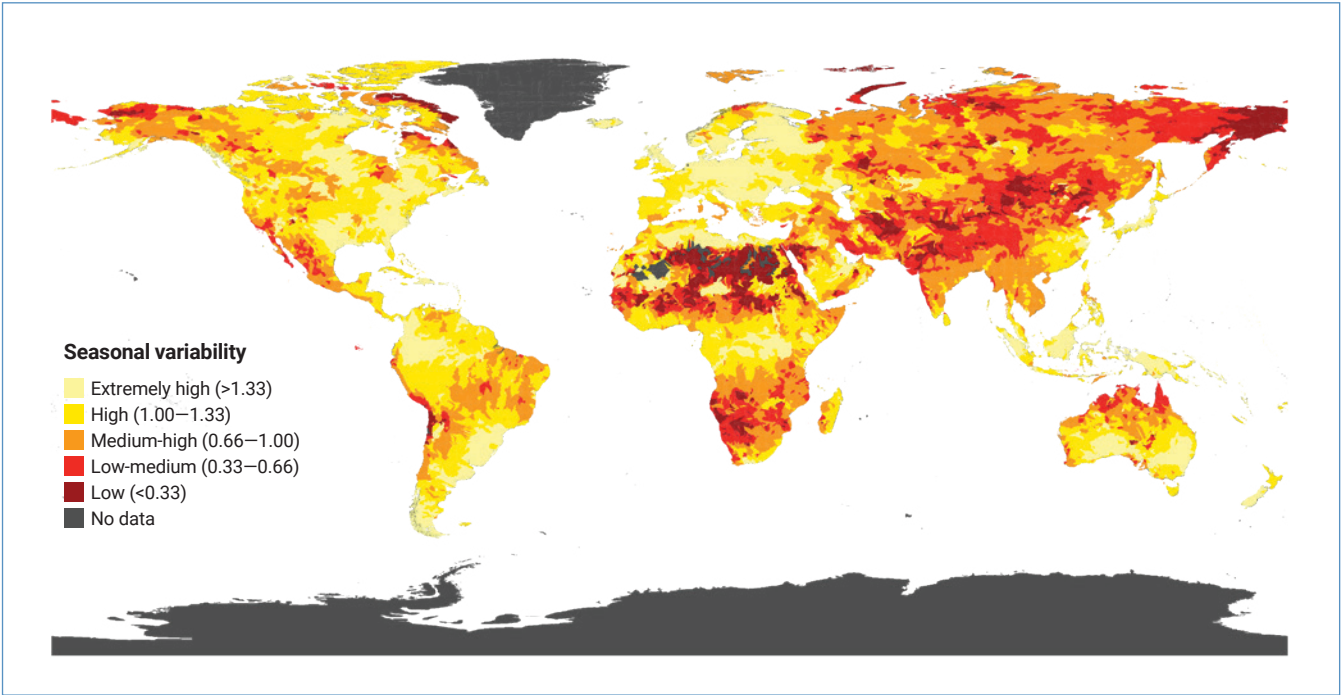 Seasonal variability
Extremely high (>1.33)
High (1.00—1.33)
Medium-high (0.66—1.00)
Low-medium (0.33—0.66)
Low (<0.33)
No data